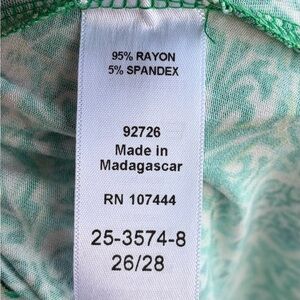 95% RAYON
5% SPANDEX
92726
Made in
Madagascar
RN 107444
25-3574-8
26/28